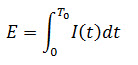 E = ∫₀^{T₀} I(t)dt